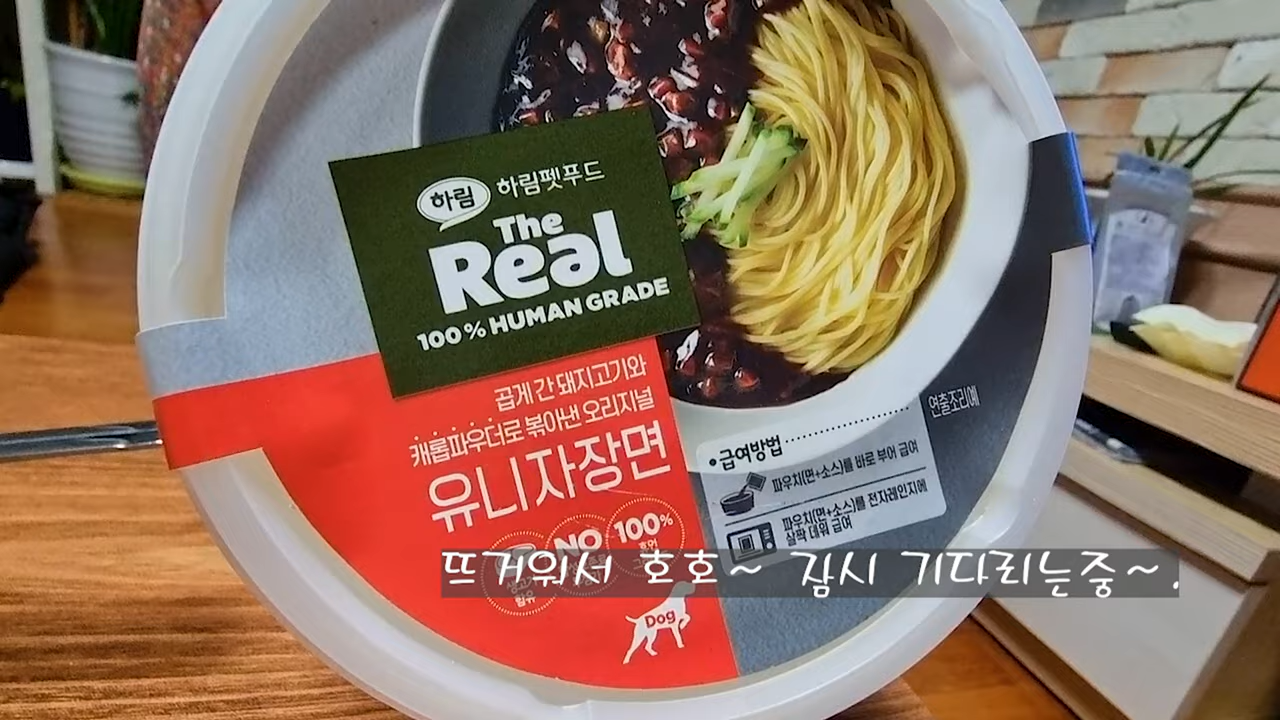 하림 하림펫푸드
The
Real
100% HUMAN GRADE
곱게 간 돼지고기와
캐롭파우더로 볶아낸 오리지널
유니자장면
연출조리예
•급여방법
파우치(면+소스)를 바로 부어 급여
파우치(면+소스)를 전자레인지에
살짝 데워 급여
NO
100%
뜨거워서 호호~ 잠시 기다리는중~.
Dog